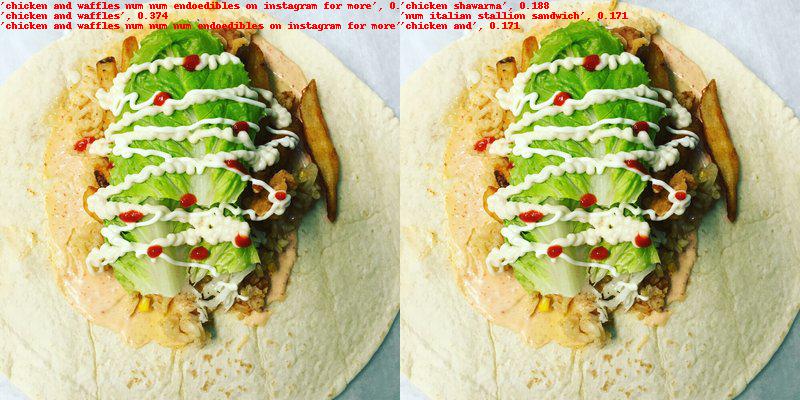 'chicken and waffles num num endoedibles on instagram for more', 0.
'chicken and waffles', 0.374
'chicken and waffles num num num endoedibles on instagram for more'
'chicken shawarma', 0.188
'num italian stallion sandwich', 0.171
'chicken and', 0.171